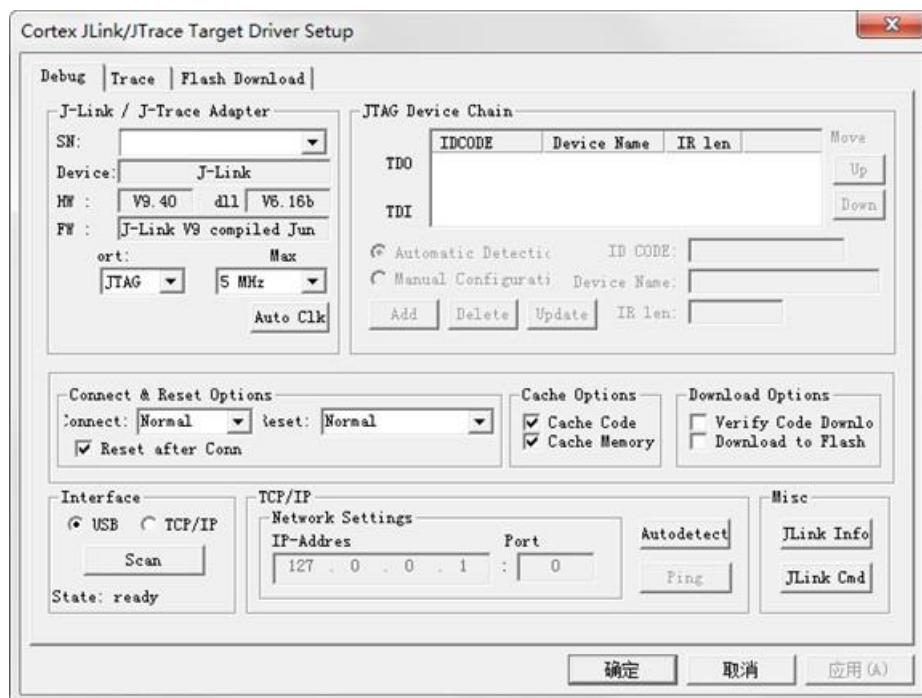 Cortex JLink/JTrace Target Driver Setup
Debug Trace Flash Download
J-Link / J-Trace Adapter
SN:
Device: J-Link
HW : V9.40 dll V6.16b
FW : J-Link V9 compiled Jun
ort: Max
JTAG 5 MHz
Auto Clk
JTAG Device Chain
IDCODE Device Name IR len
Move
TDO
Up
TDI
Down
Automatic Detectic ID CODE:
Manual Configurati Device Name:
Add Delete Update IR len:
Connect & Reset Options
Connect: Normal Reset: Normal
Reset after Conn
Cache Options
Cache Code
Cache Memory
Download Options
Verify Code Downlo
Download to Flash
Interface
USB TCP/IP
Scan
State: ready
TCP/IP
Network Settings
IP-Addres Port
127 . 0 . 0 . 1 : 0
Autodetect
Ping
Misc
JLink Info
JLink Cmd
确定 取消 应用(A)